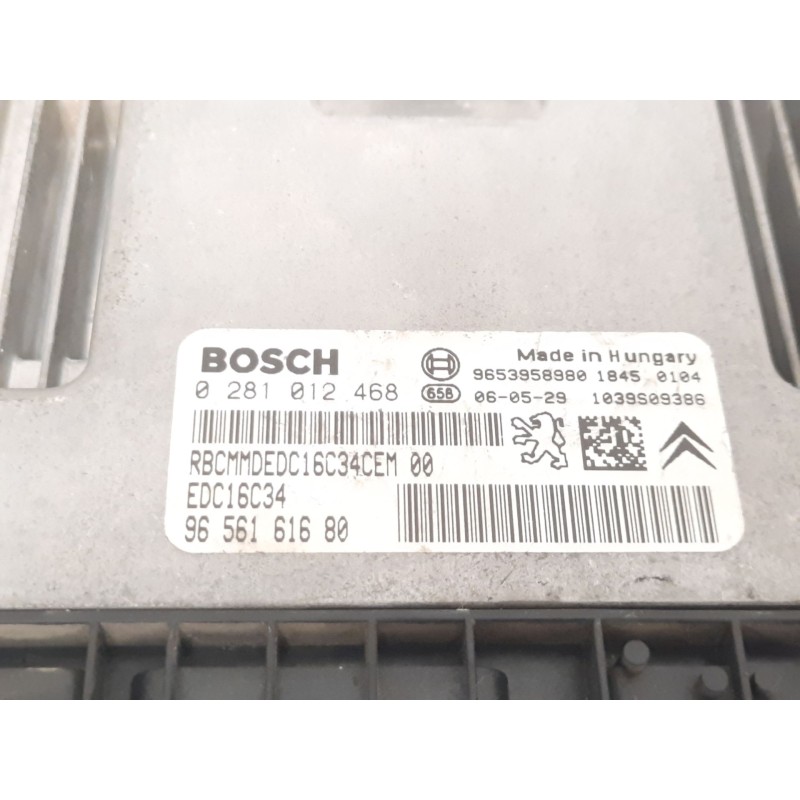 BOSCH
Made in Hungary
0 281 012 468
658
9653958980 1845 0104
06-05-29 1039S09386
RBCMMDEDC16C34CEM 00
EDC16C34
96 561 616 80